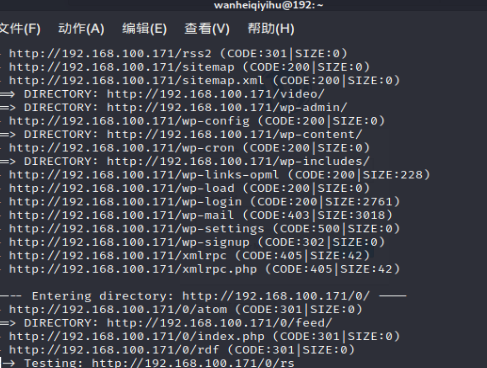 wanheiqiyihu@192:~
文件(F) 动作(A) 编辑(E) 查看(V) 帮助(H)
http://192.168.100.171/rss2 (CODE:301|SIZE:0)
http://192.168.100.171/sitemap (CODE:200|SIZE:0)
http://192.168.100.171/sitemap.xml (CODE:200|SIZE:0)
=> DIRECTORY: http://192.168.100.171/video/
=> DIRECTORY: http://192.168.100.171/wp-admin/
http://192.168.100.171/wp-config (CODE:200|SIZE:0)
=> DIRECTORY: http://192.168.100.171/wp-content/
http://192.168.100.171/wp-cron (CODE:200|SIZE:0)
=> DIRECTORY: http://192.168.100.171/wp-includes/
http://192.168.100.171/wp-links-opml (CODE:200|SIZE:228)
http://192.168.100.171/wp-load (CODE:200|SIZE:0)
http://192.168.100.171/wp-login (CODE:200|SIZE:2761)
http://192.168.100.171/wp-mail (CODE:403|SIZE:3018)
http://192.168.100.171/wp-settings (CODE:500|SIZE:0)
http://192.168.100.171/wp-signup (CODE:302|SIZE:0)
http://192.168.100.171/xmlrpc (CODE:405|SIZE:42)
http://192.168.100.171/xmlrpc.php (CODE:405|SIZE:42)
---- Entering directory: http://192.168.100.171/0/ ----
http://192.168.100.171/0/atom (CODE:301|SIZE:0)
=> DIRECTORY: http://192.168.100.171/0/feed/
http://192.168.100.171/0/index.php (CODE:301|SIZE:0)
http://192.168.100.171/0/rdf (CODE:301|SIZE:0)
→ Testing: http://192.168.100.171/0/rs